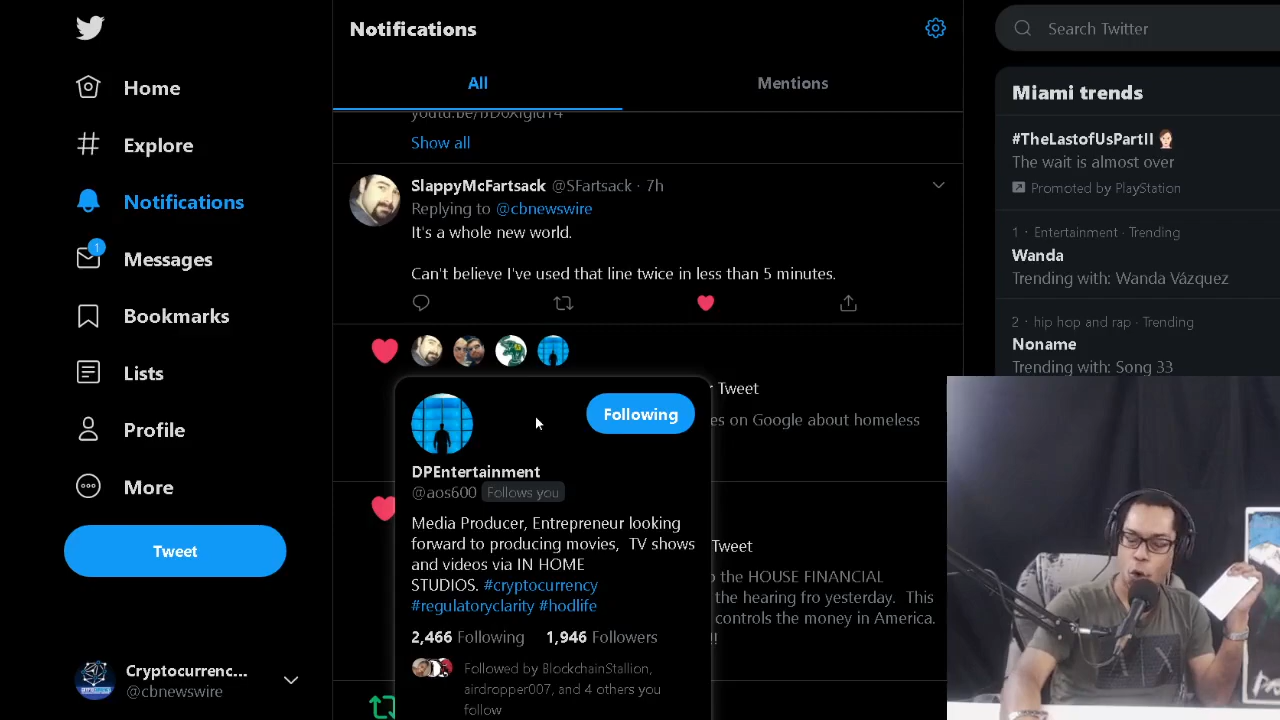 Home
Explore
Notifications
1
Messages
Bookmarks
Lists
Profile
More
Tweet
Cryptocurrenc...
@cbnewswire
Notifications
All
Mentions
Show all
SlappyMcFartsack @SFartsack · 7h
Replying to @cbnewswire
It's a whole new world.
Can't believe I've used that line twice in less than 5 minutes.
r Tweet
es on Google about homeless
Following
DPEntertainment
@aos600 Follows you
Media Producer, Entrepreneur looking
forward to producing movies, TV shows
and videos via IN HOME
STUDIOS. #cryptocurrency
#regulatoryclarity #hodlife
2,466 Following 1,946 Followers
Followed by BlockchainStallion,
airdropper007, and 4 others you
follow
Tweet
the HOUSE FINANCIAL
the hearing fro yesterday. This
controls the money in America.
!!
Search Twitter
Miami trends
#TheLastofUsPartII
The wait is almost over
Promoted by PlayStation
1 · Entertainment · Trending
Wanda
Trending with: Wanda Vázquez
2 · hip hop and rap · Trending
Noname
Trending with: Song 33